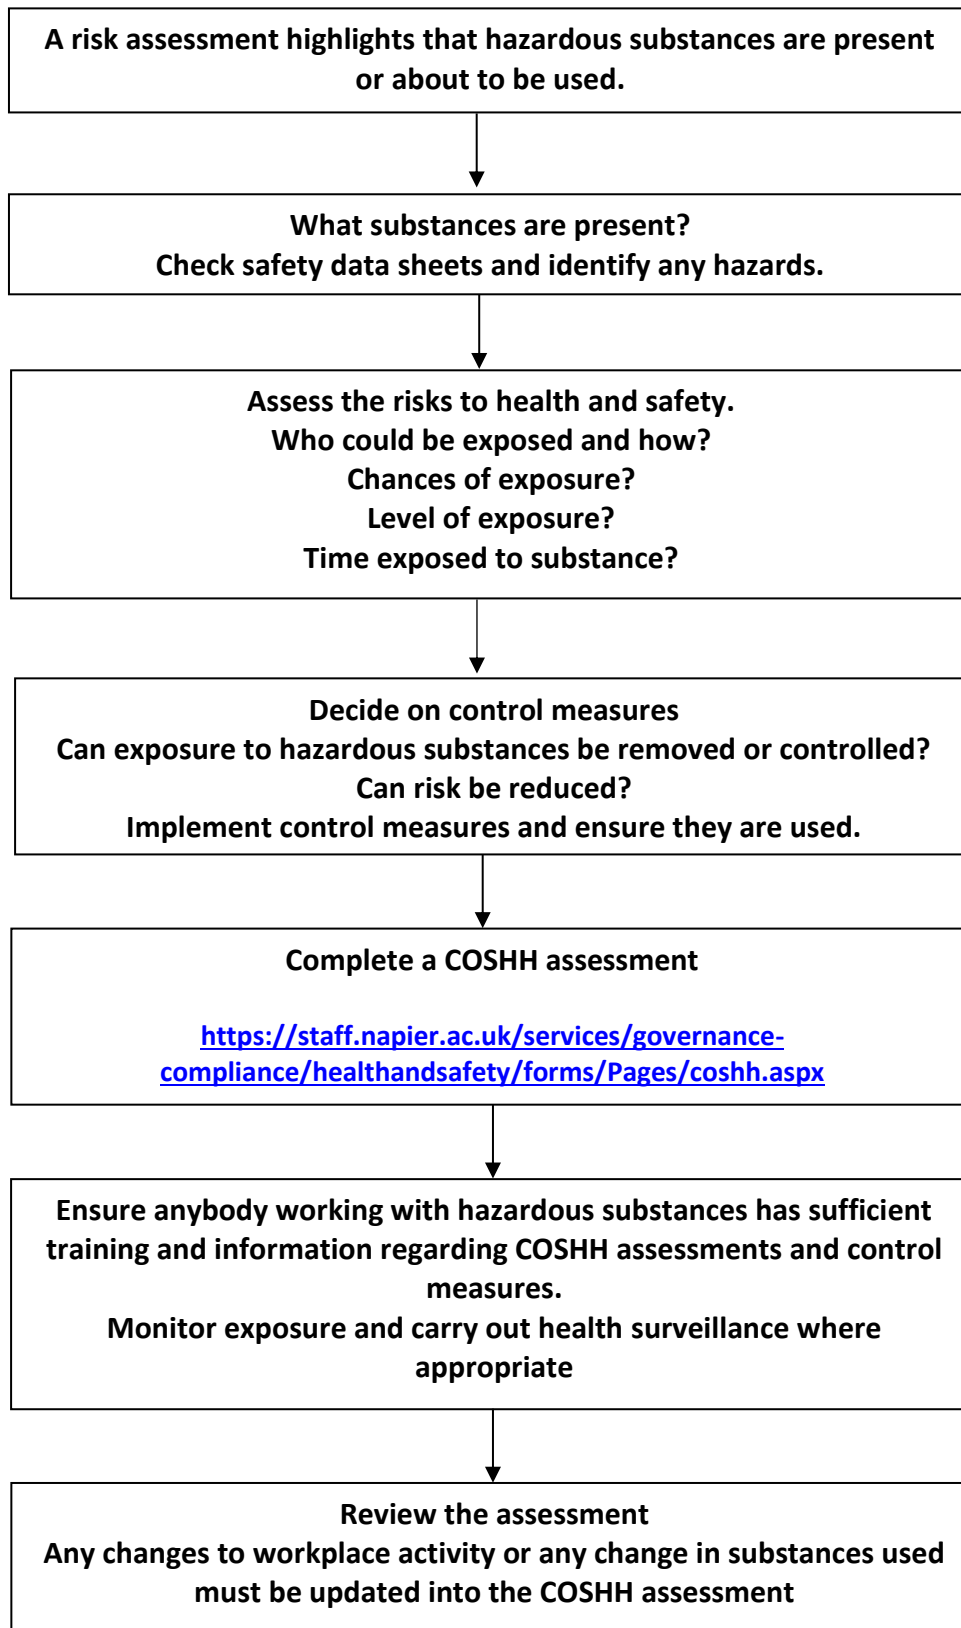 A risk assessment highlights that hazardous substances are present
or about to be used.
What substances are present?
Check safety data sheets and identify any hazards.
Assess the risks to health and safety.
Who could be exposed and how?
Chances of exposure?
Level of exposure?
Time exposed to substance?
Decide on control measures
Can exposure to hazardous substances be removed or controlled?
Can risk be reduced?
Implement control measures and ensure they are used.
Complete a COSHH assessment
https://staff.napier.ac.uk/services/governance-
compliance/healthandsafety/forms/Pages/coshh.aspx
Ensure anybody working with hazardous substances has sufficient
training and information regarding COSHH assessments and control
measures.
Monitor exposure and carry out health surveillance where
appropriate
Review the assessment
Any changes to workplace activity or any change in substances used
must be updated into the COSHH assessment